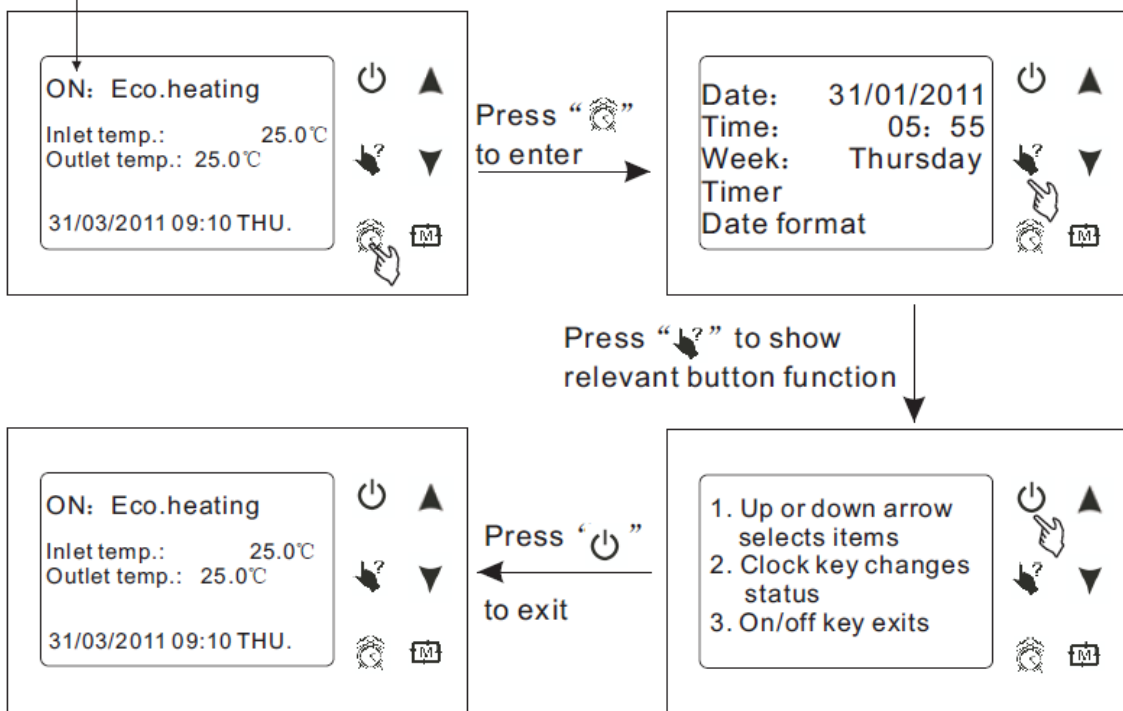 ON: Eco.heating
Inlet temp.: 25.0℃
Outlet temp.: 25.0℃
31/03/2011 09:10 THU.
M
Press “ ”
to enter
Date: 31/01/2011
Time: 05: 55
Week: Thursday
Timer
Date format
?
M
Press “ ? ” to show
relevant button function
1. Up or down arrow
selects items
2. Clock key changes
status
3. On/off key exits
?
M
Press “ ”
to exit
ON: Eco.heating
Inlet temp.: 25.0℃
Outlet temp.: 25.0℃
31/03/2011 09:10 THU.
?
M